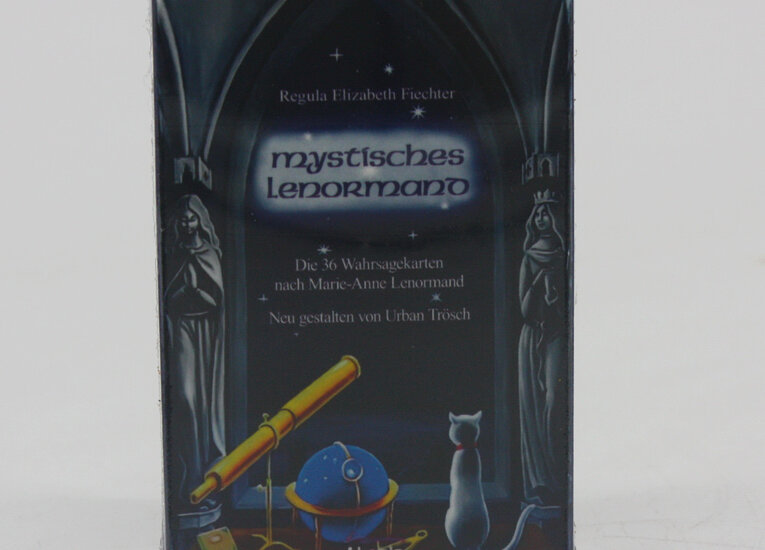 Regula Elizabeth Fiechter
mystisches
Lenormand
Die 36 Wahrsagekarten
nach Marie-Anne Lenormand
Neu gestalten von Urban Trösch